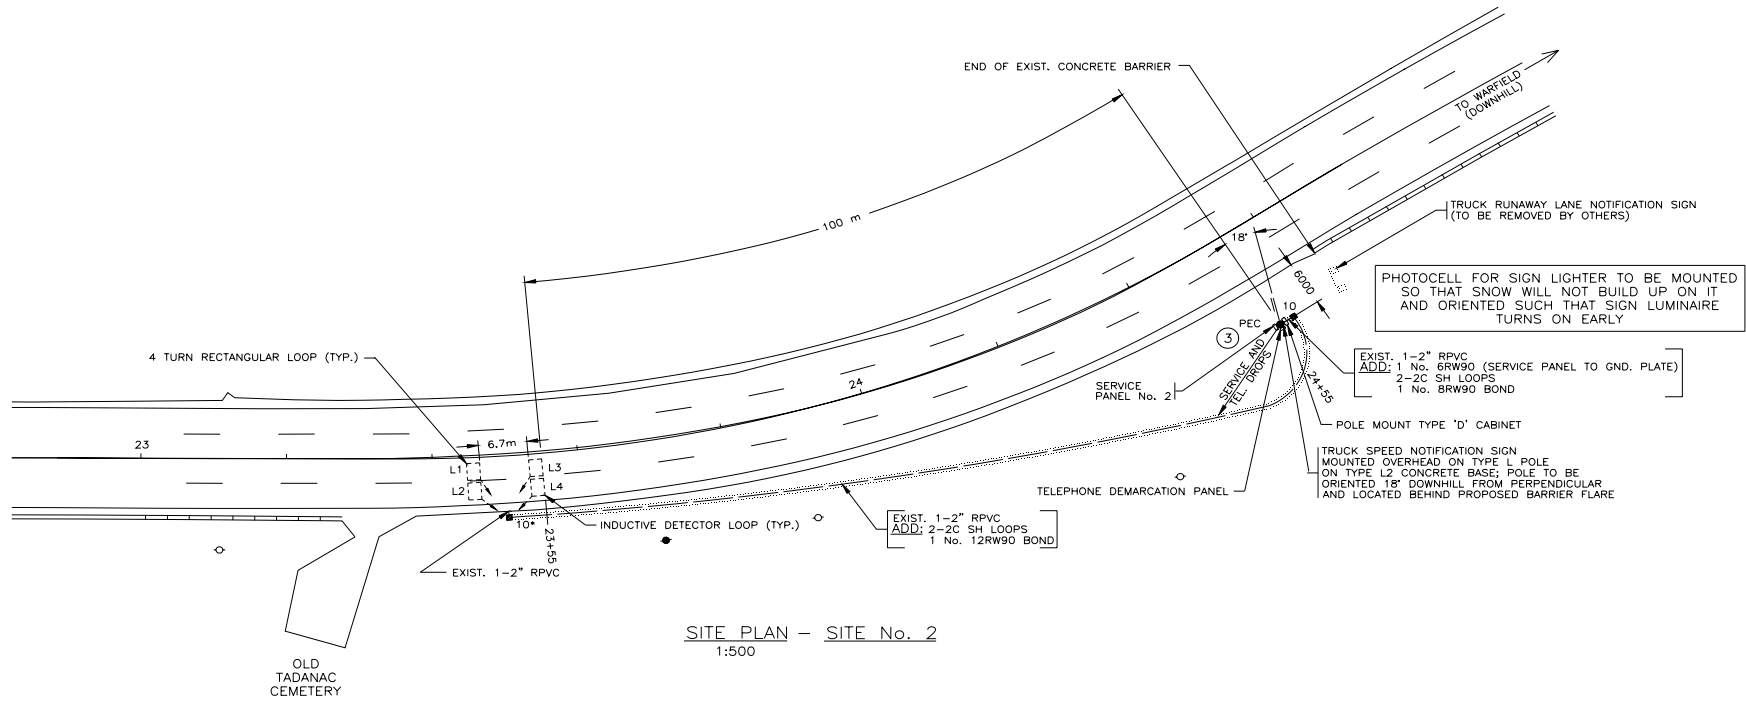 END OF EXIST. CONCRETE BARRIER
TO WARFIELD
(DOWNHILL)
100 m
18°
TRUCK RUNAWAY LANE NOTIFICATION SIGN
(TO BE REMOVED BY OTHERS)
6000
PHOTOCELL FOR SIGN LIGHTER TO BE MOUNTED
SO THAT SNOW WILL NOT BUILD UP ON IT
AND ORIENTED SUCH THAT SIGN LUMINAIRE
TURNS ON EARLY
10
PEC
3
4 TURN RECTANGULAR LOOP (TYP.)
SERVICE AND
TEL. DROPS
EXIST. 1-2" RPVC
ADD: 1 No. 6RW90 (SERVICE PANEL TO GND. PLATE)
2-2C SH LOOPS
1 No. 8RW90 BOND
SERVICE
PANEL No. 2
24
24+55
POLE MOUNT TYPE 'D' CABINET
23
6.7m
L1
L2
L3
L4
TRUCK SPEED NOTIFICATION SIGN
MOUNTED OVERHEAD ON TYPE L POLE
ON TYPE L2 CONCRETE BASE; POLE TO BE
ORIENTED 18° DOWNHILL FROM PERPENDICULAR
AND LOCATED BEHIND PROPOSED BARRIER FLARE
TELEPHONE DEMARCATION PANEL
10*
23+55
INDUCTIVE DETECTOR LOOP (TYP.)
EXIST. 1-2" RPVC
ADD: 2-2C SH LOOPS
1 No. 12RW90 BOND
EXIST. 1-2" RPVC
SITE PLAN - SITE No. 2
1:500
OLD
TADANAC
CEMETERY